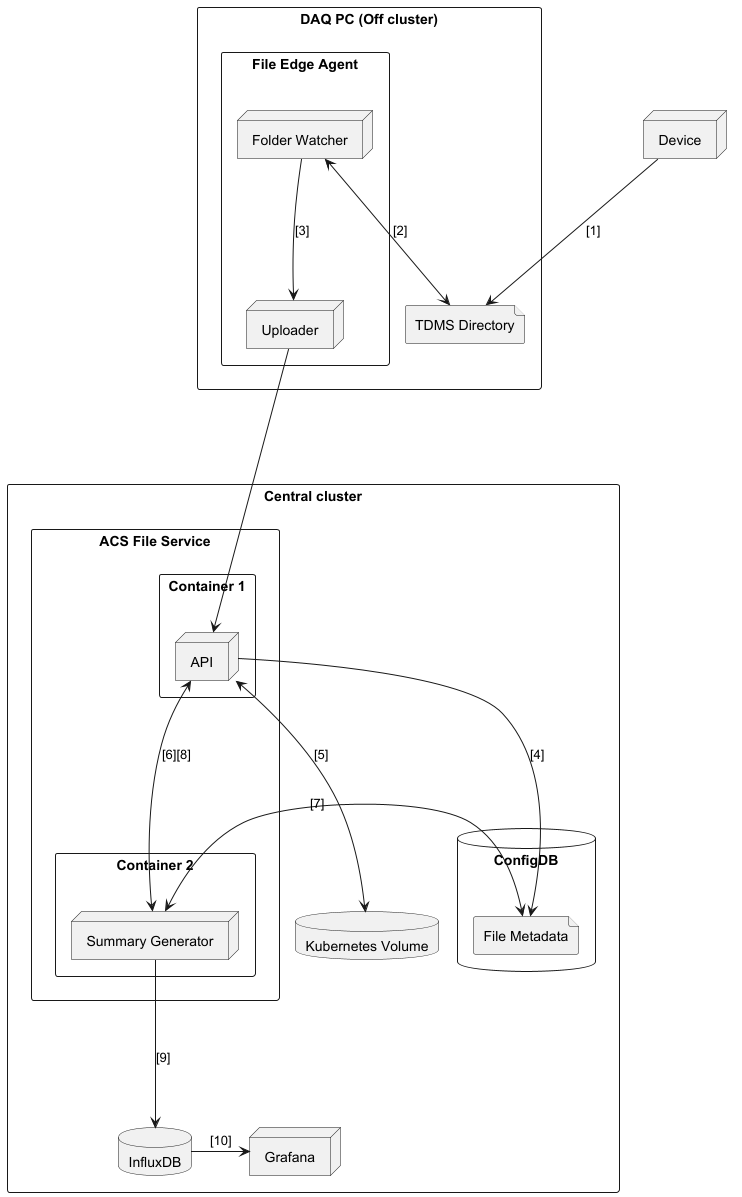 DAQ PC (Off cluster)
File Edge Agent
Folder Watcher
Device
[3]
[2]
[1]
Uploader
TDMS Directory
Central cluster
ACS File Service
Container 1
API
[6][8]
[5]
[4]
[7]
Container 2
ConfigDB
Summary Generator
Kubernetes Volume
File Metadata
[9]
[10]
InfluxDB
Grafana